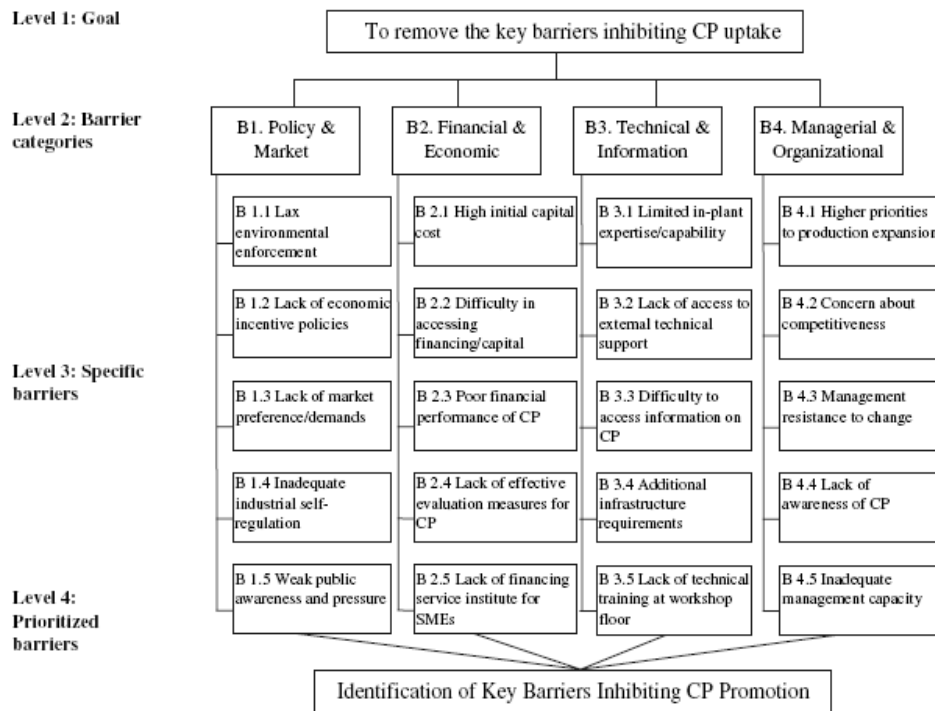 Level 1: Goal
To remove the key barriers inhibiting CP uptake
Level 2: Barrier
categories
B1. Policy &
Market
B2. Financial &
Economic
B3. Technical &
Information
B4. Managerial &
Organizational
Level 3: Specific
barriers
B 1.1 Lax
environmental
enforcement
B 1.2 Lack of economic
incentive policies
B 1.3 Lack of market
preference/demands
B 1.4 Inadequate
industrial self-
regulation
B 1.5 Weak public
awareness and pressure
B 2.1 High initial capital
cost
B 2.2 Difficulty in
accessing
financing/capital
B 2.3 Poor financial
performance of CP
B 2.4 Lack of effective
evaluation measures for
CP
B 2.5 Lack of financing
service institute for
SMEs
B 3.1 Limited in-plant
expertise/capability
B 3.2 Lack of access to
external technical
support
B 3.3 Difficulty to
access information on
CP
B 3.4 Additional
infrastructure
requirements
B 3.5 Lack of technical
training at workshop
floor
B 4.1 Higher priorities
to production expansion
B 4.2 Concern about
competitiveness
B 4.3 Management
resistance to change
B 4.4 Lack of
awareness of CP
B 4.5 Inadequate
management capacity
Level 4:
Prioritized
barriers
Identification of Key Barriers Inhibiting CP Promotion